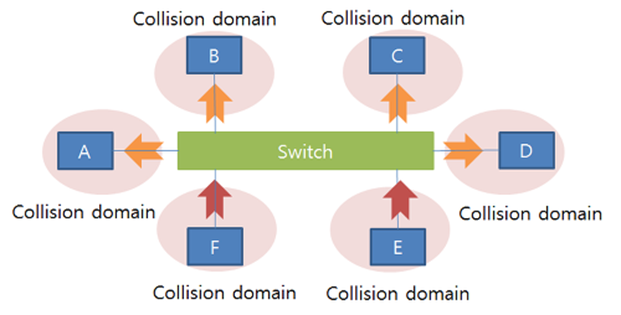 Collision domain
Collision domain
B
C
A
Switch
D
Collision domain
Collision domain
F
E
Collision domain
Collision domain